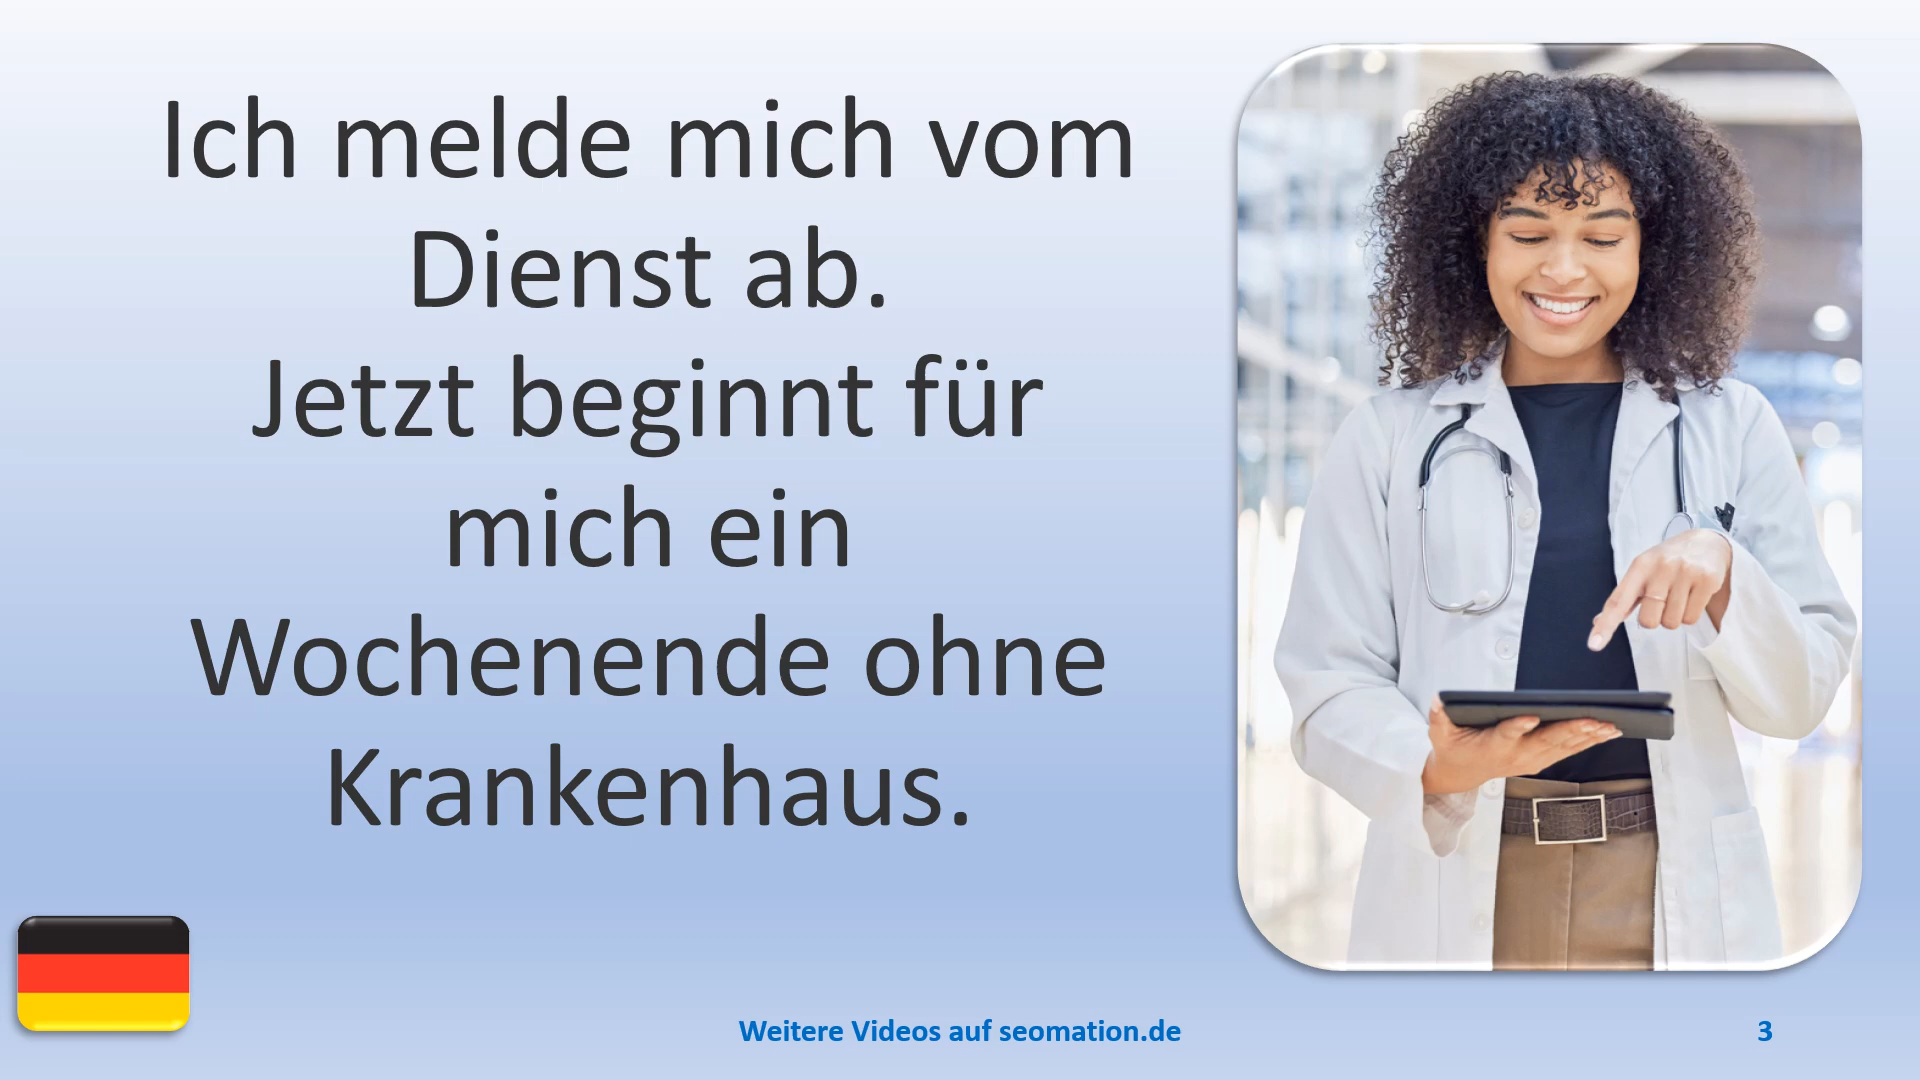 Ich melde mich vom
Dienst ab.
Jetzt beginnt für
mich ein
Wochenende ohne
Krankenhaus.
Weitere Videos auf seomation.de
3